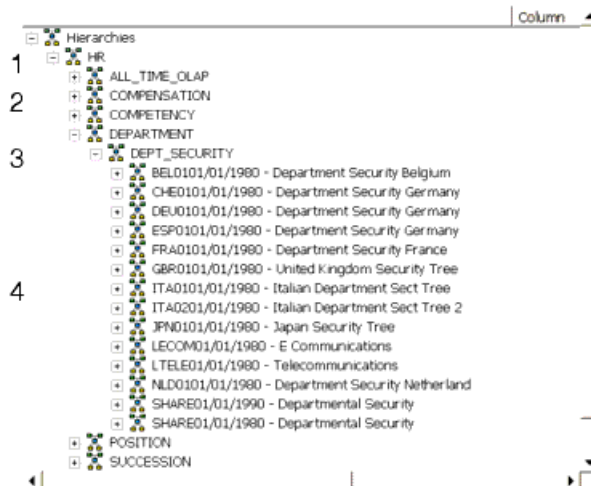 Column
Hierarchies
1
HR
ALL_TIME_OLAP
2
COMPENSATION
COMPETENCY
DEPARTMENT
3
DEPT_SECURITY
BEL0101/01/1980 - Department Security Belgium
CHE0101/01/1980 - Department Security Germany
DEU0101/01/1980 - Department Security Germany
ESP0101/01/1980 - Department Security Germany
FRA0101/01/1980 - Department Security France
GBR0101/01/1980 - United Kingdom Security Tree
4
ITA0101/01/1980 - Italian Department Sect Tree
ITA0201/01/1980 - Italian Department Sect Tree 2
JPN0101/01/1980 - Japan Security Tree
LECOM01/01/1980 - E Communications
LTELE01/01/1980 - Telecommunications
NLD0101/01/1980 - Department Security Netherland
SHARE01/01/1990 - Departmental Security
SHARE01/01/1980 - Departmental Security
POSITION
SUCCESSION